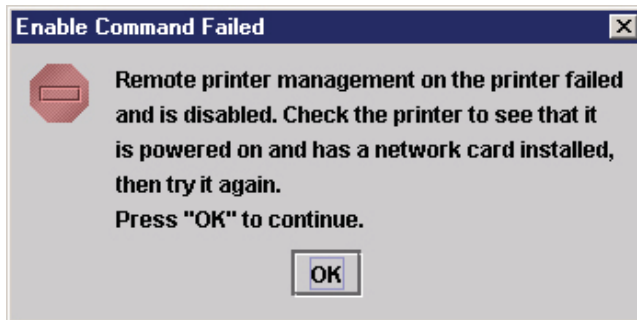 Enable Command Failed
Remote printer management on the printer failed
and is disabled. Check the printer to see that it
is powered on and has a network card installed,
then try it again.
Press "OK" to continue.
OK